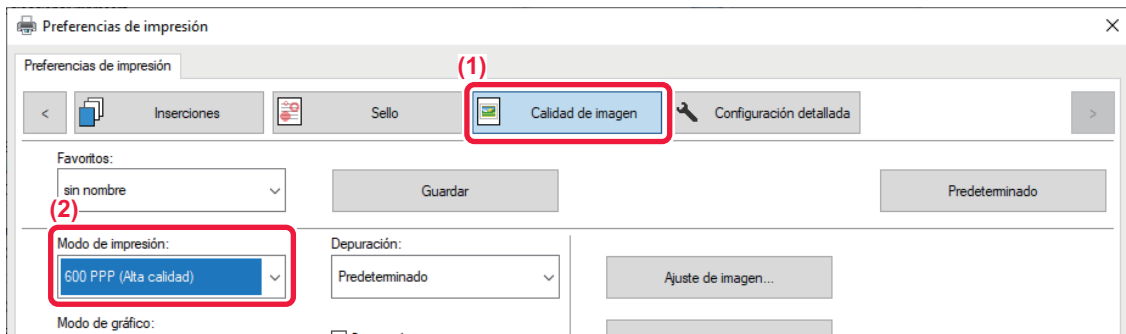 Preferencias de impresión
Preferencias de impresión
(1)
< Inserciones Sello Calidad de imagen Configuración detallada >
Favoritos:
sin nombre Guardar Predeterminado
(2)
Modo de impresión: Depuración:
600 PPP (Alta calidad) Predeterminado Ajuste de imagen...
Modo de gráfico: